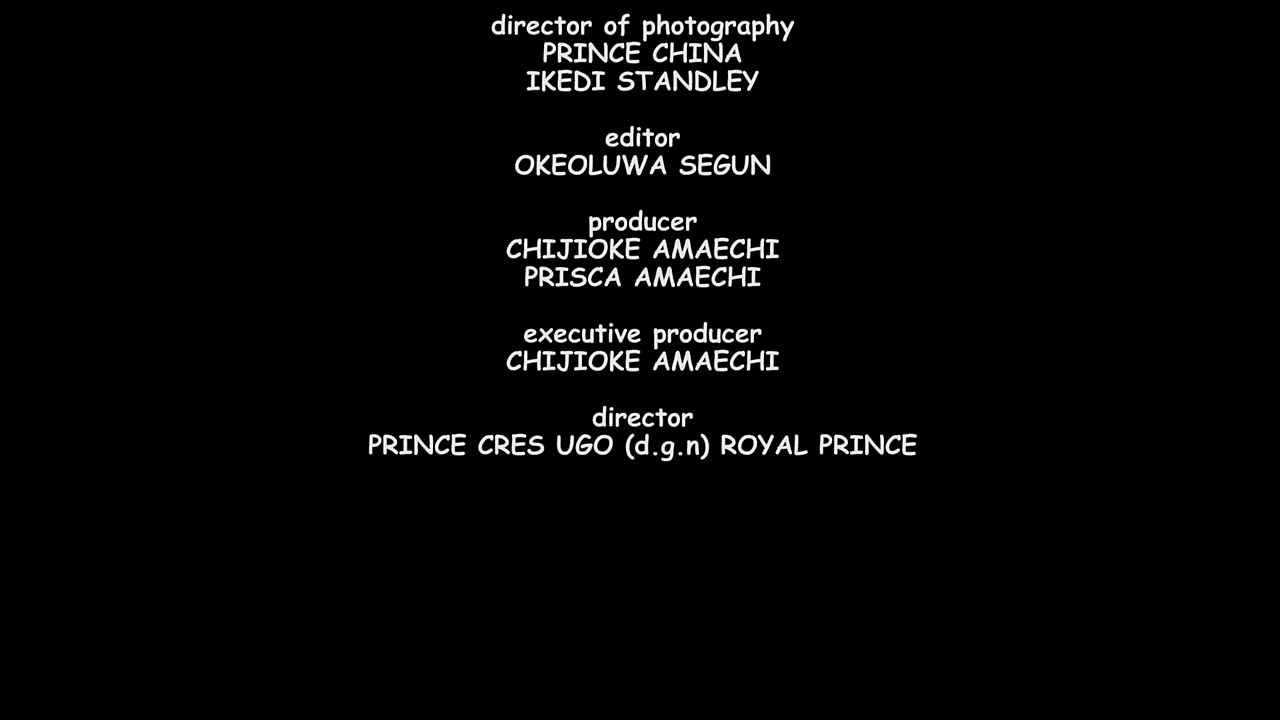 director of photography
PRINCE CHINA
IKEDI STANDLEY
editor
OKEOLUWA SEGUN
producer
CHIJIOKE AMAECHI
PRISCA AMAECHI
executive producer
CHIJIOKE AMAECHI
director
PRINCE CRES UGO (d.g.n) ROYAL PRINCE